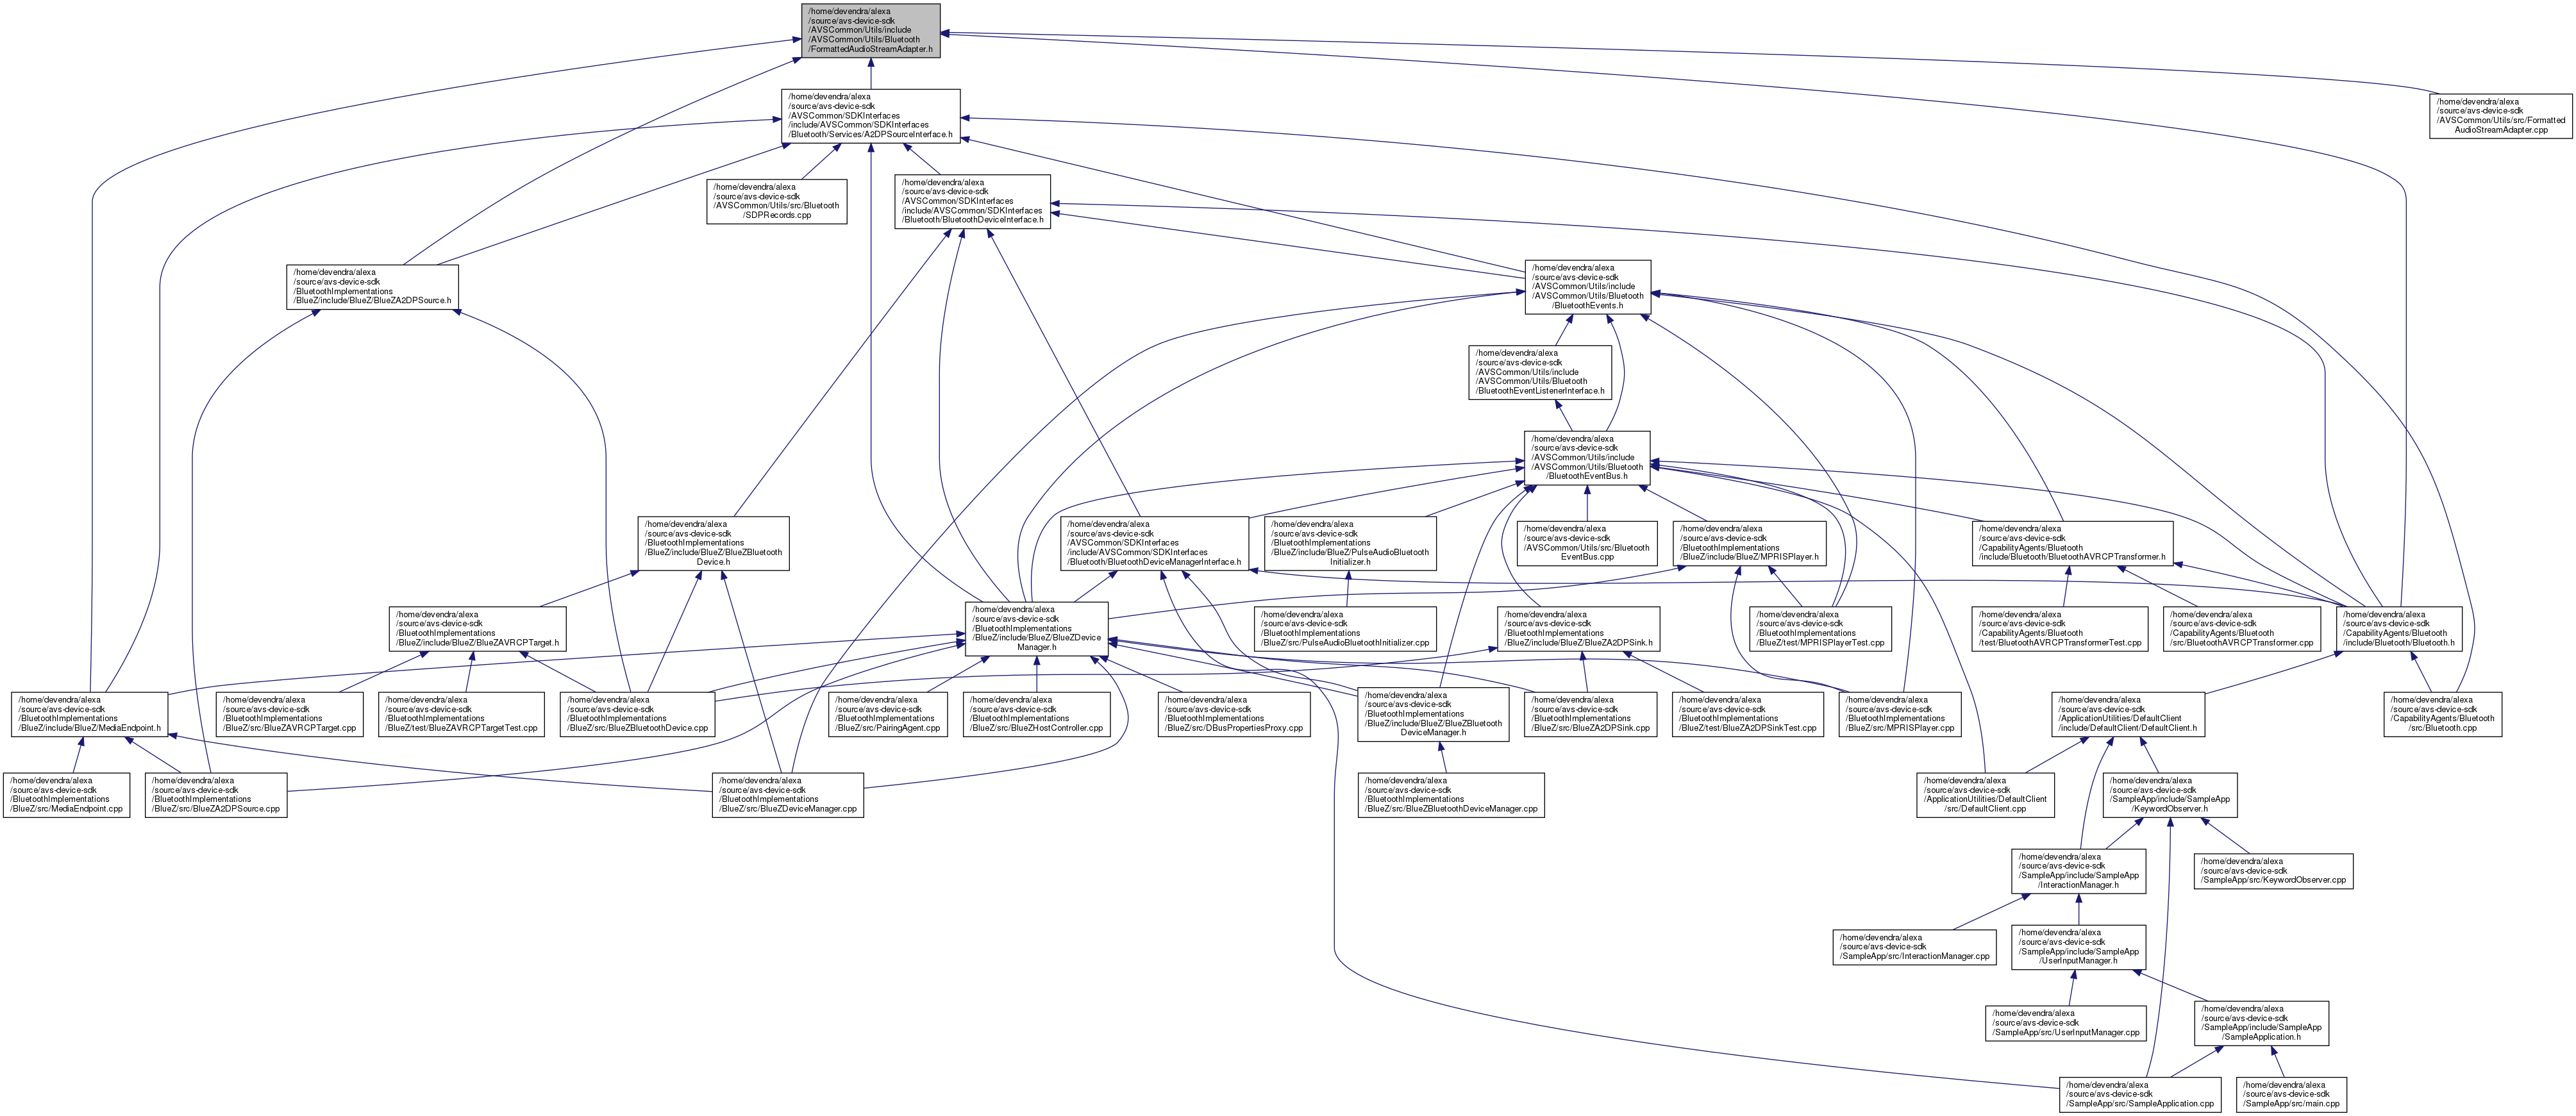 /home/devendra/alexa
/source/avs-device-sdk
/AVSCommon/Utils/include
/AVSCommon/Utils/Bluetooth
/FormattedAudioStreamAdapter.h
/home/devendra/alexa
/source/avs-device-sdk
/AVSCommon/SDKInterfaces
/include/AVSCommon/SDKInterfaces
/Bluetooth/Services/A2DPSourceInterface.h
/home/devendra/alexa
/source/avs-device-sdk
/AVSCommon/Utils/src/Formatted
AudioStreamAdapter.cpp
/home/devendra/alexa
/source/avs-device-sdk
/AVSCommon/Utils/src/Bluetooth
/SDPRecords.cpp
/home/devendra/alexa
/source/avs-device-sdk
/AVSCommon/SDKInterfaces
/include/AVSCommon/SDKInterfaces
/Bluetooth/BluetoothDeviceInterface.h
/home/devendra/alexa
/source/avs-device-sdk
/BluetoothImplementations
/BlueZ/include/BlueZ/BlueZA2DPSource.h
/home/devendra/alexa
/source/avs-device-sdk
/AVSCommon/Utils/include
/AVSCommon/Utils/Bluetooth
/BluetoothEvents.h
/home/devendra/alexa
/source/avs-device-sdk
/AVSCommon/Utils/include
/AVSCommon/Utils/Bluetooth
/BluetoothEventListenerInterface.h
/home/devendra/alexa
/source/avs-device-sdk
/AVSCommon/Utils/include
/AVSCommon/Utils/Bluetooth
/BluetoothEventBus.h
/home/devendra/alexa
/source/avs-device-sdk
/BluetoothImplementations
/BlueZ/include/BlueZ/BlueZBluetooth
Device.h
/home/devendra/alexa
/source/avs-device-sdk
/AVSCommon/SDKInterfaces
/include/AVSCommon/SDKInterfaces
/Bluetooth/BluetoothDeviceManagerInterface.h
/home/devendra/alexa
/source/avs-device-sdk
/BluetoothImplementations
/BlueZ/include/BlueZ/PulseAudioBluetooth
Initializer.h
/home/devendra/alexa
/source/avs-device-sdk
/AVSCommon/Utils/src/Bluetooth
EventBus.cpp
/home/devendra/alexa
/source/avs-device-sdk
/BluetoothImplementations
/BlueZ/include/BlueZ/MPRISPlayer.h
/home/devendra/alexa
/source/avs-device-sdk
/CapabilityAgents/Bluetooth
/include/Bluetooth/BluetoothAVRCPTransformer.h
/home/devendra/alexa
/source/avs-device-sdk
/BluetoothImplementations
/BlueZ/include/BlueZ/BlueZAVRCPTarget.h
/home/devendra/alexa
/source/avs-device-sdk
/BluetoothImplementations
/BlueZ/include/BlueZ/BlueZDevice
Manager.h
/home/devendra/alexa
/source/avs-device-sdk
/BluetoothImplementations
/BlueZ/src/PulseAudioBluetoothInitializer.cpp
/home/devendra/alexa
/source/avs-device-sdk
/BluetoothImplementations
/BlueZ/include/BlueZ/BlueZA2DPSink.h
/home/devendra/alexa
/source/avs-device-sdk
/BluetoothImplementations
/BlueZ/test/MPRISPlayerTest.cpp
/home/devendra/alexa
/source/avs-device-sdk
/CapabilityAgents/Bluetooth
/test/BluetoothAVRCPTransformerTest.cpp
/home/devendra/alexa
/source/avs-device-sdk
/CapabilityAgents/Bluetooth
/src/BluetoothAVRCPTransformer.cpp
/home/devendra/alexa
/source/avs-device-sdk
/CapabilityAgents/Bluetooth
/include/Bluetooth/Bluetooth.h
/home/devendra/alexa
/source/avs-device-sdk
/BluetoothImplementations
/BlueZ/include/BlueZ/MediaEndpoint.h
/home/devendra/alexa
/source/avs-device-sdk
/BluetoothImplementations
/BlueZ/src/BlueZAVRCPTarget.cpp
/home/devendra/alexa
/source/avs-device-sdk
/BluetoothImplementations
/BlueZ/test/BlueZAVRCPTargetTest.cpp
/home/devendra/alexa
/source/avs-device-sdk
/BluetoothImplementations
/BlueZ/src/BlueZBluetoothDevice.cpp
/home/devendra/alexa
/source/avs-device-sdk
/BluetoothImplementations
/BlueZ/src/PairingAgent.cpp
/home/devendra/alexa
/source/avs-device-sdk
/BluetoothImplementations
/BlueZ/src/BlueZHostController.cpp
/home/devendra/alexa
/source/avs-device-sdk
/BluetoothImplementations
/BlueZ/src/DBusPropertiesProxy.cpp
/home/devendra/alexa
/source/avs-device-sdk
/BluetoothImplementations
/BlueZ/include/BlueZ/BlueZBluetooth
DeviceManager.h
/home/devendra/alexa
/source/avs-device-sdk
/BluetoothImplementations
/BlueZ/src/BlueZA2DPSink.cpp
/home/devendra/alexa
/source/avs-device-sdk
/BluetoothImplementations
/BlueZ/test/BlueZA2DPSinkTest.cpp
/home/devendra/alexa
/source/avs-device-sdk
/BluetoothImplementations
/BlueZ/src/MPRISPlayer.cpp
/home/devendra/alexa
/source/avs-device-sdk
/ApplicationUtilities/DefaultClient
/include/DefaultClient/DefaultClient.h
/home/devendra/alexa
/source/avs-device-sdk
/CapabilityAgents/Bluetooth
/src/Bluetooth.cpp
/home/devendra/alexa
/source/avs-device-sdk
/BluetoothImplementations
/BlueZ/src/MediaEndpoint.cpp
/home/devendra/alexa
/source/avs-device-sdk
/BluetoothImplementations
/BlueZ/src/BlueZA2DPSource.cpp
/home/devendra/alexa
/source/avs-device-sdk
/BluetoothImplementations
/BlueZ/src/BlueZDeviceManager.cpp
/home/devendra/alexa
/source/avs-device-sdk
/BluetoothImplementations
/BlueZ/src/BlueZBluetoothDeviceManager.cpp
/home/devendra/alexa
/source/avs-device-sdk
/ApplicationUtilities/DefaultClient
/src/DefaultClient.cpp
/home/devendra/alexa
/source/avs-device-sdk
/SampleApp/include/SampleApp
/KeywordObserver.h
/home/devendra/alexa
/source/avs-device-sdk
/SampleApp/include/SampleApp
/InteractionManager.h
/home/devendra/alexa
/source/avs-device-sdk
/SampleApp/src/KeywordObserver.cpp
/home/devendra/alexa
/source/avs-device-sdk
/SampleApp/src/InteractionManager.cpp
/home/devendra/alexa
/source/avs-device-sdk
/SampleApp/include/SampleApp
/UserInputManager.h
/home/devendra/alexa
/source/avs-device-sdk
/SampleApp/src/UserInputManager.cpp
/home/devendra/alexa
/source/avs-device-sdk
/SampleApp/include/SampleApp
/SampleApplication.h
/home/devendra/alexa
/source/avs-device-sdk
/SampleApp/src/SampleApplication.cpp
/home/devendra/alexa
/source/avs-device-sdk
/SampleApp/src/main.cpp